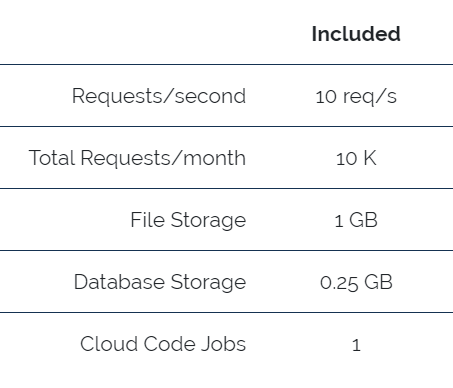 Included
Requests/second 10 req/s
Total Requests/month 10 K
File Storage 1 GB
Database Storage 0.25 GB
Cloud Code Jobs 1